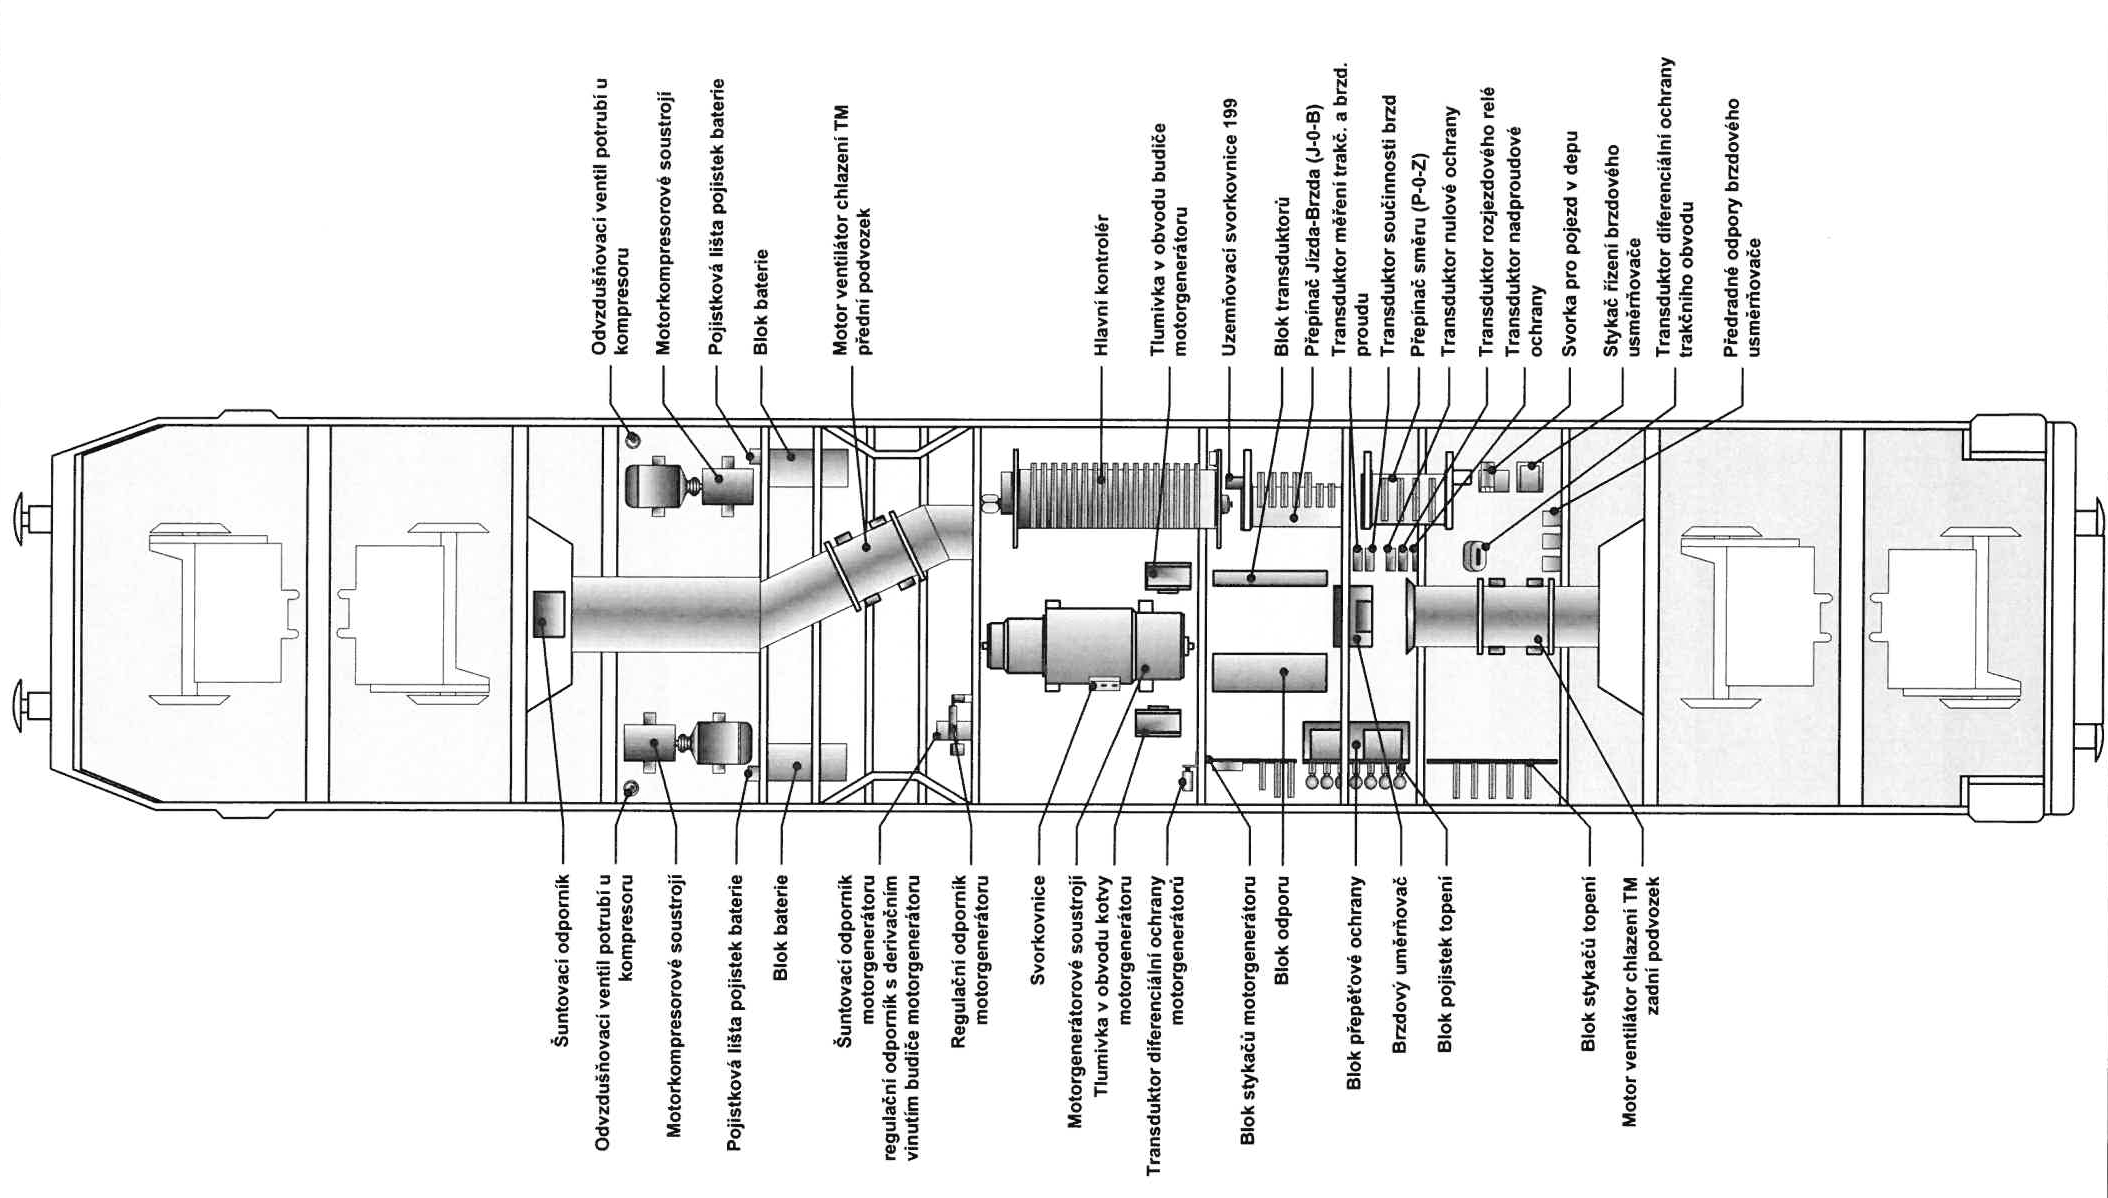 Odvzdušňovací ventil potrubí u
kompresoru
Motorkompresorové soustrojí
Pojistková lišta pojistek baterie
Blok baterie
Motor ventilátor chlazení TM
přední podvozek
Hlavní kontrolér
Tlumivka v obvodu budiče
motorgenerátoru
Uzemňovací svorkovnice 199
Blok transduktorů
Přepínač Jízda-Brzda (J-0-B)
Transduktor měření trakč. a brzd.
proudu
Transduktor součinnosti brzd
Přepínač směru (P-0-Z)
Transduktor nulové ochrany
Transduktor rozjezdového relé
Transduktor nadproudové
ochrany
Svorka pro pojezd v depu
Stykač řízení brzdového
usměrňovače
Transduktor diferenciální ochrany
trakčního obvodu
Předradné odpory brzdového
usměrňovače
Šuntovací odporník
Odvzdušňovací ventil potrubí u
kompresoru
Motorkompresorové soustrojí
Pojistková lišta pojistek baterie
Blok baterie
Šuntovací odporník
motorgenerátoru
regulační odporník s derivačním
vinutím budiče motorgenerátoru
Regulační odporník
motorgenerátoru
Svorkovnice
Motorgenerátorové soustrojí
Tlumivka v obvodu kotvy
motorgenerátoru
Transduktor diferenciální ochrany
motorgenerátorů
Blok stykačů motorgenerátoru
Blok odporu
Blok přepěťové ochrany
Brzdový uměrňovač
Blok pojistek topení
Blok stykačů topení
Motor ventilátor chlazení TM
zadní podvozek